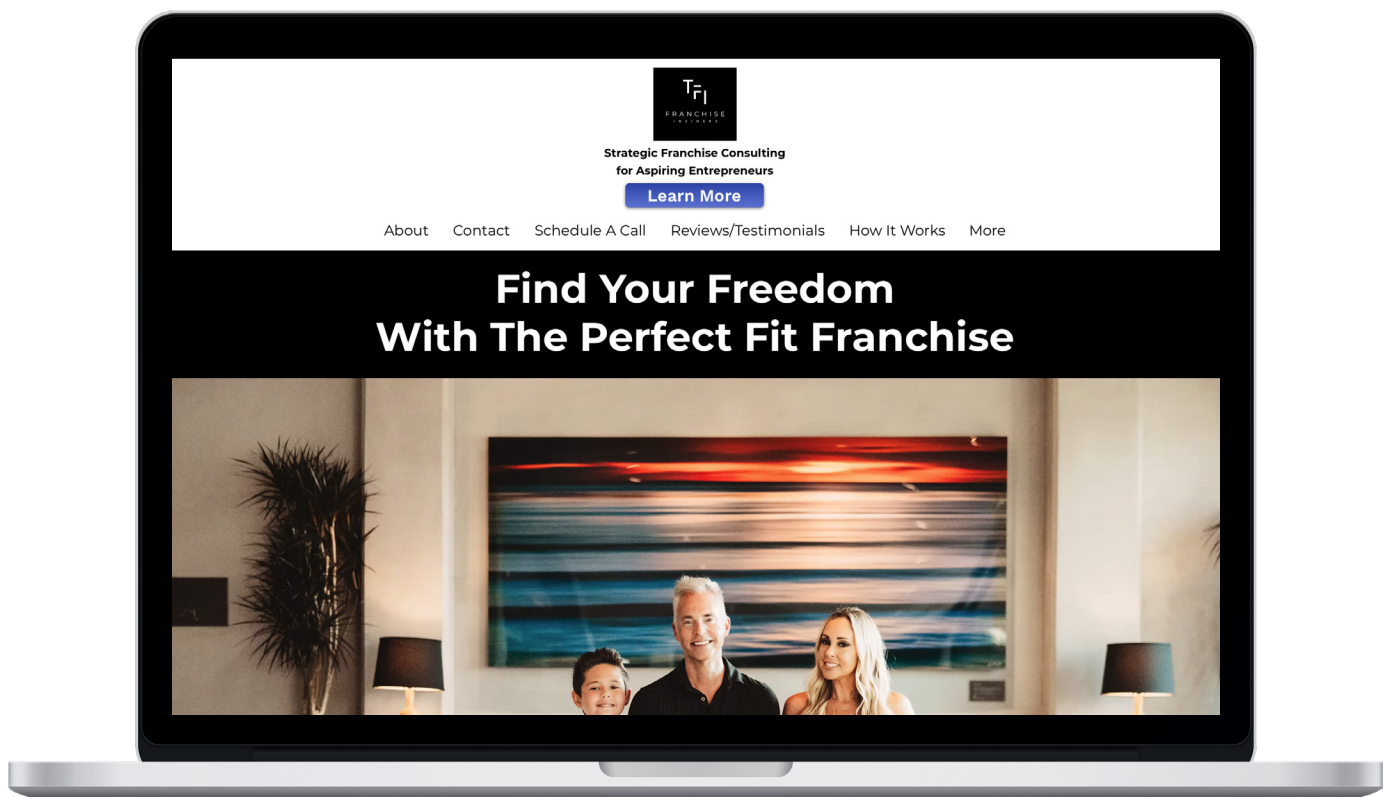 TFI
FRANCHISE
INSIDERS
Strategic Franchise Consulting
for Aspiring Entrepreneurs
Learn More
About Contact Schedule A Call Reviews/Testimonials How It Works More
Find Your Freedom
With The Perfect Fit Franchise